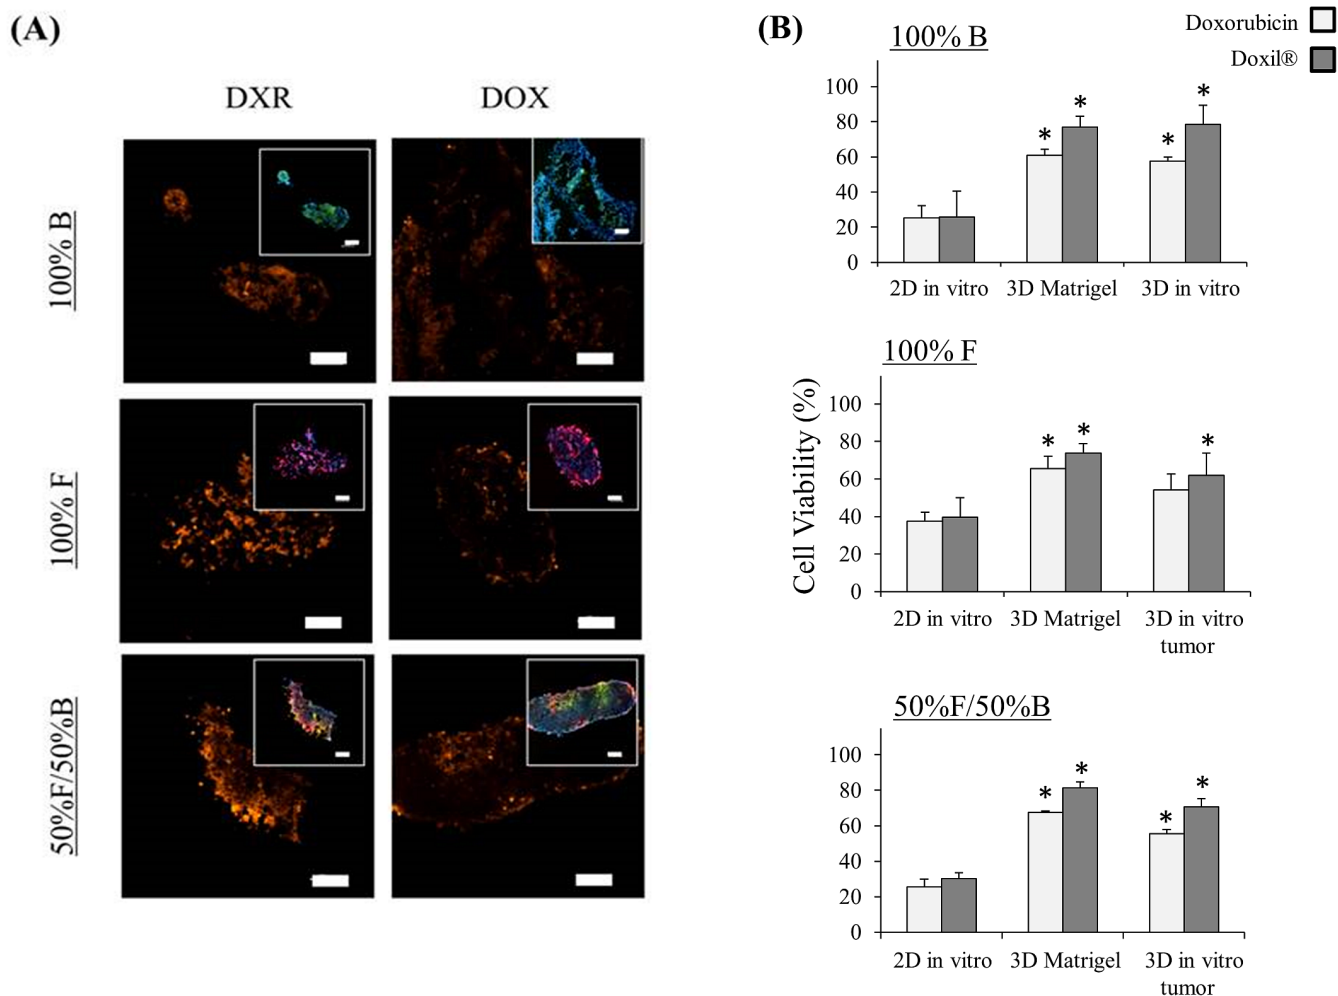 (A)
DXR
DOX
100% B
100% F
50%F/50%B
(B)
Doxorubicin
Doxil®
100% B
100
80
60
40
20
0
* * * *
2D in vitro 3D Matrigel 3D in vitro
100% F
Cell Viability (%)
100
80
60
40
20
0
* * *
2D in vitro 3D Matrigel 3D in vitro
tumor
50%F/50%B
100
80
60
40
20
0
* * * *
2D in vitro 3D Matrigel 3D in vitro
tumor